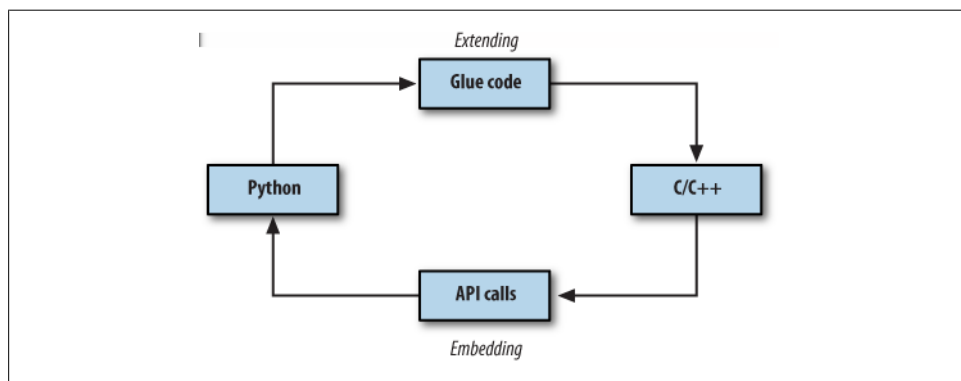 Extending
Glue code
Python
C/C++
API calls
Embedding